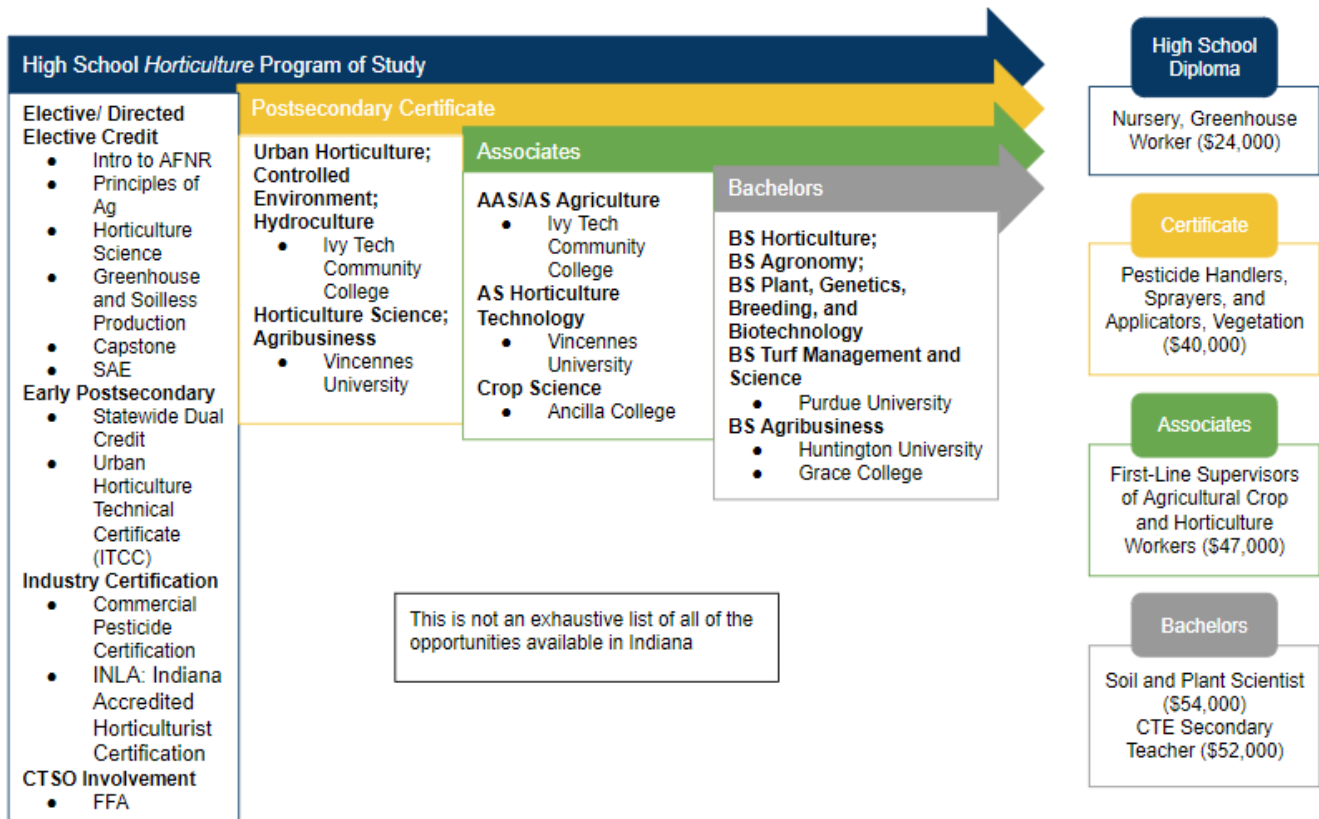 High School Horticulture Program of Study
Elective/ Directed
Elective Credit
● Intro to AFNR
● Principles of
Ag
● Horticulture
Science
● Greenhouse
and Soilless
Production
● Capstone
● SAE
Early Postsecondary
● Statewide Dual
Credit
● Urban
Horticulture
Technical
Certificate
(ITCC)
Industry Certification
● Commercial
Pesticide
Certification
● INLA: Indiana
Accredited
Horticulturist
Certification
CTSO Involvement
● FFA
Postsecondary Certificate
Urban Horticulture;
Controlled
Environment;
Hydroculture
● Ivy Tech
Community
College
Horticulture Science;
Agribusiness
● Vincennes
University
Associates
AAS/AS Agriculture
● Ivy Tech
Community
College
AS Horticulture
Technology
● Vincennes
University
Crop Science
● Ancilla College
Bachelors
BS Horticulture;
BS Agronomy;
BS Plant, Genetics,
Breeding, and
Biotechnology
BS Turf Management and
Science
● Purdue University
BS Agribusiness
● Huntington University
● Grace College
This is not an exhaustive list of all of the
opportunities available in Indiana
High School
Diploma
Nursery, Greenhouse
Worker ($24,000)
Certificate
Pesticide Handlers,
Sprayers, and
Applicators, Vegetation
($40,000)
Associates
First-Line Supervisors
of Agricultural Crop
and Horticulture
Workers ($47,000)
Bachelors
Soil and Plant Scientist
($54,000)
CTE Secondary
Teacher ($52,000)